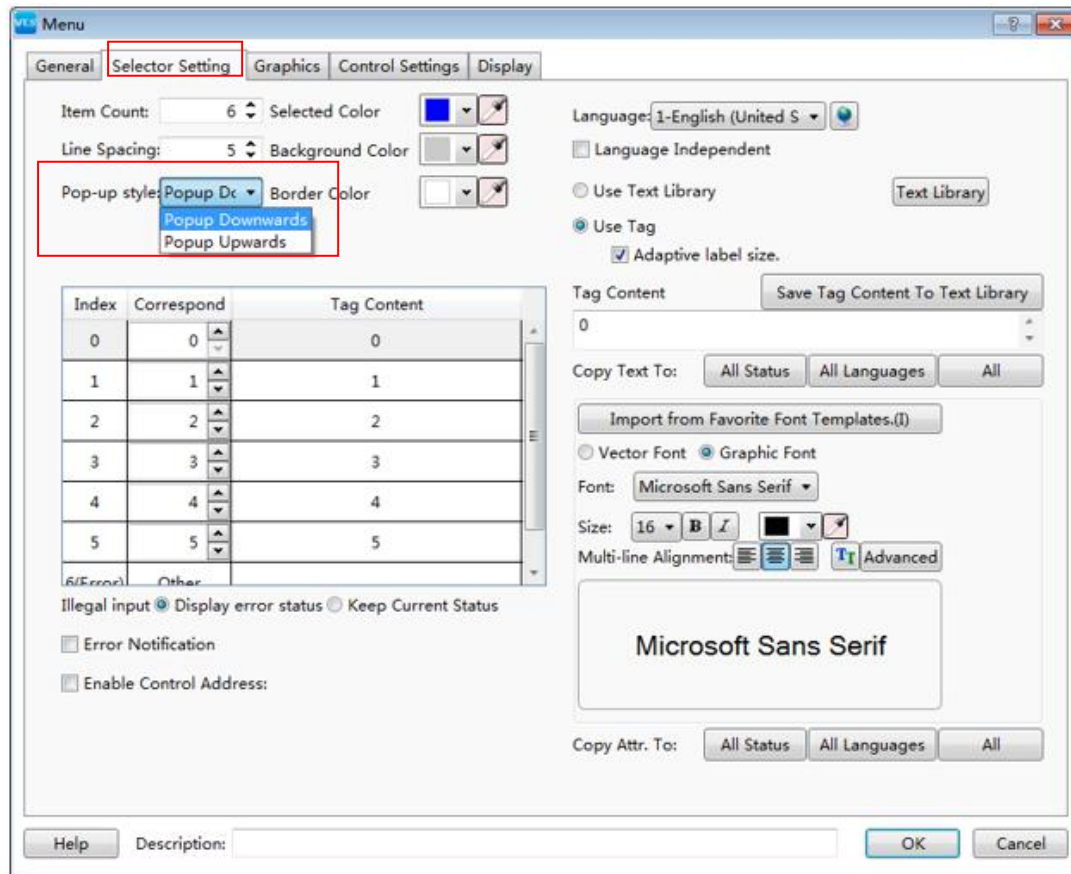 Menu
General Selector Setting Graphics Control Settings Display
Item Count: 6 Selected Color
Line Spacing: 5 Background Color
Pop-up style: Popup Dc Border Color
Popup Downwards
Popup Upwards
Index Correspond Tag Content
0 0 0
1 1 1
2 2 2
3 3 3
4 4 4
5 5 5
6(Error) Other
Illegal input Display error status Keep Current Status
Error Notification
Enable Control Address:
Language: 1-English (United S
Language Independent
Use Text Library Text Library
Use Tag
Adaptive label size.
Tag Content Save Tag Content To Text Library
0
Copy Text To: All Status All Languages All
Import from Favorite Font Templates.(I)
Vector Font Graphic Font
Font: Microsoft Sans Serif
Size: 16 B I
Multi-line Alignment: TT Advanced
Microsoft Sans Serif
Copy Attr. To: All Status All Languages All
Help Description: OK Cancel